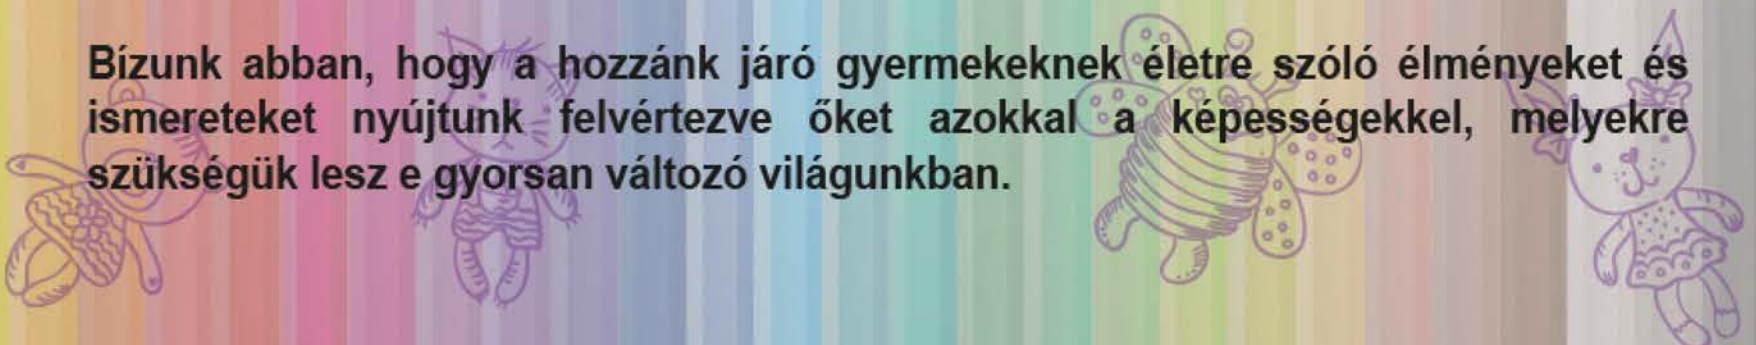 Bízunk abban, hogy a hozzánk járó gyermekeknek életre szóló élményeket és
ismereteket nyújtunk felvértezve őket azokkal a képességekkel, melyekre
szükségük lesz e gyorsan változó világunkban.